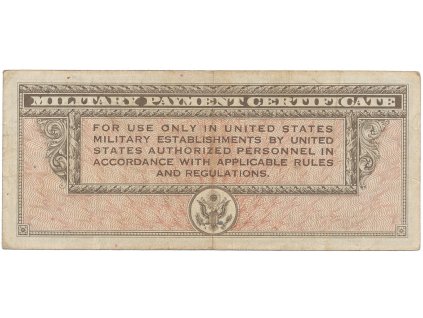 MILITARY PAYMENT CERTIFICATE
FOR USE ONLY IN UNITED STATES
MILITARY ESTABLISHMENTS BY UNITED
STATES AUTHORIZED PERSONNEL IN
ACCORDANCE WITH APPLICABLE RULES
AND REGULATIONS.